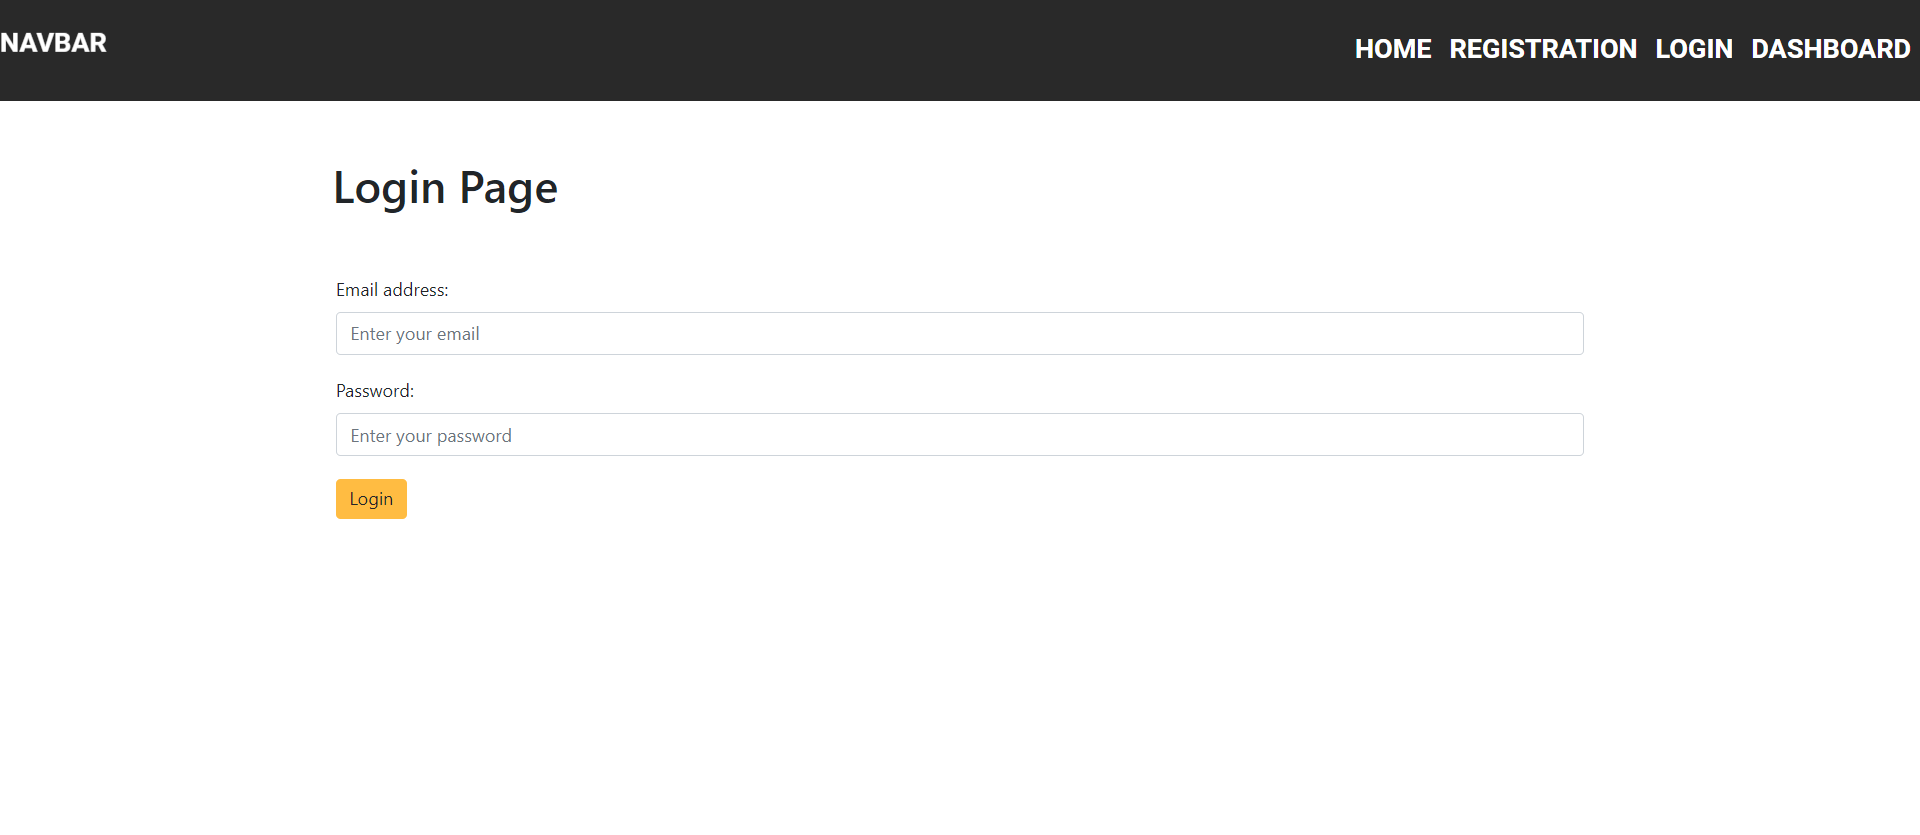 NAVBAR
HOME REGISTRATION LOGIN DASHBOARD
Login Page
Email address:
Enter your email
Password:
Enter your password
Login